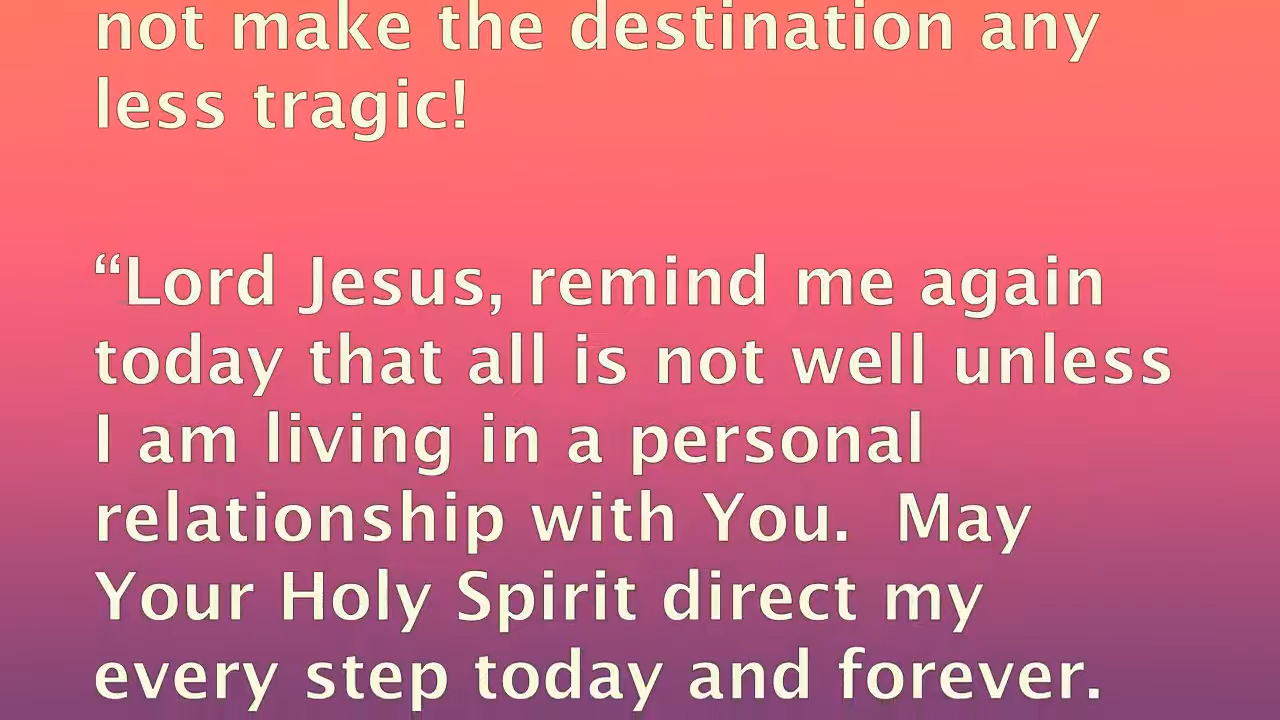 not make the destination any
less tragic!
“Lord Jesus, remind me again
today that all is not well unless
I am living in a personal
relationship with You.  May
Your Holy Spirit direct my
every step today and forever.